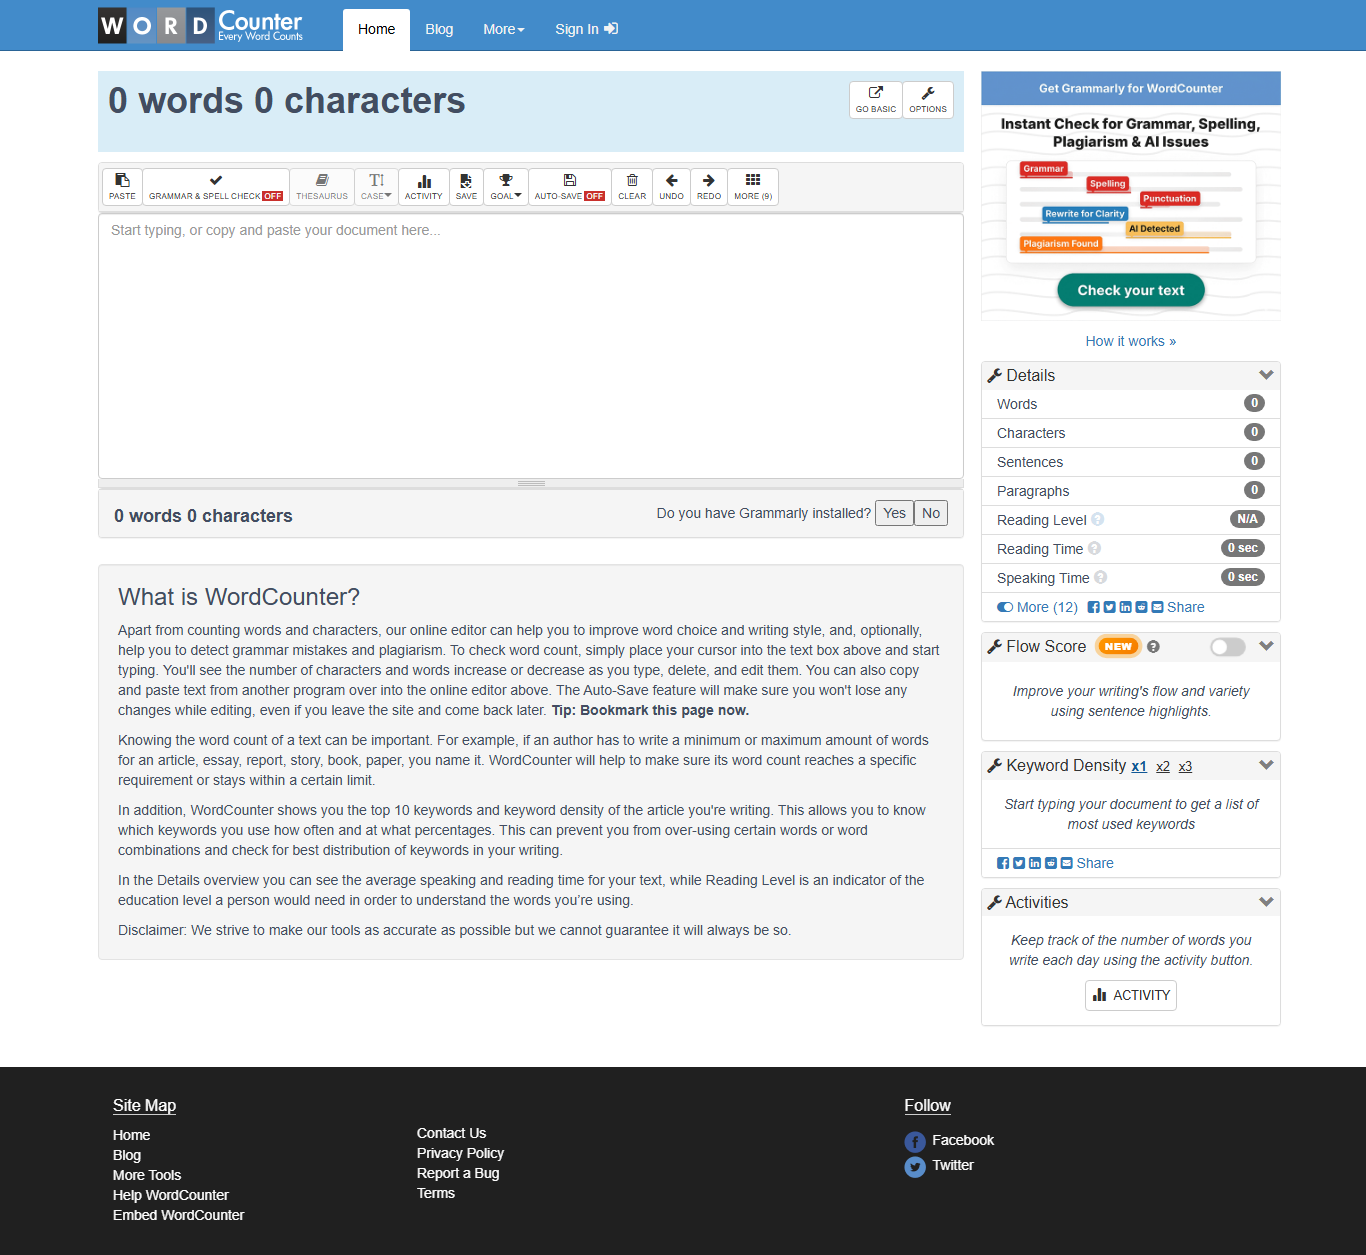 WORD Counter
Every Word Counts
Home
Blog
More
Sign In
0 words 0 characters
GO BASIC
OPTIONS
PASTE
GRAMMAR & SPELL CHECK OFF
THESAURUS
CASE
ACTIVITY
SAVE
GOAL
AUTO-SAVE OFF
CLEAR
UNDO
REDO
MORE (9)
Start typing, or copy and paste your document here...
0 words 0 characters
Do you have Grammarly installed? Yes No
What is WordCounter?
Apart from counting words and characters, our online editor can help you to improve word choice and writing style, and, optionally,
help you to detect grammar mistakes and plagiarism. To check word count, simply place your cursor into the text box above and start
typing. You'll see the number of characters and words increase or decrease as you type, delete, and edit them. You can also copy
and paste text from another program over into the online editor above. The Auto-Save feature will make sure you won't lose any
changes while editing, even if you leave the site and come back later. Tip: Bookmark this page now.
Knowing the word count of a text can be important. For example, if an author has to write a minimum or maximum amount of words
for an article, essay, report, story, book, paper, you name it. WordCounter will help to make sure its word count reaches a specific
requirement or stays within a certain limit.
In addition, WordCounter shows you the top 10 keywords and keyword density of the article you're writing. This allows you to know
which keywords you use how often and at what percentages. This can prevent you from over-using certain words or word
combinations and check for best distribution of keywords in your writing.
In the Details overview you can see the average speaking and reading time for your text, while Reading Level is an indicator of the
education level a person would need in order to understand the words you’re using.
Disclaimer: We strive to make our tools as accurate as possible but we cannot guarantee it will always be so.
Get Grammarly for WordCounter
Instant Check for Grammar, Spelling,
Plagiarism & AI Issues
Grammar
Spelling
Punctuation
Rewrite for Clarity
AI Detected
Plagiarism Found
Check your text
How it works »
Details
Words 0
Characters 0
Sentences 0
Paragraphs 0
Reading Level ? N/A
Reading Time ? 0 sec
Speaking Time ? 0 sec
More (12) Share
Flow Score NEW ?
Improve your writing's flow and variety
using sentence highlights.
Keyword Density x1 x2 x3
Start typing your document to get a list of
most used keywords
Share
Activities
Keep track of the number of words you
write each day using the activity button.
ACTIVITY
Site Map
Home
Blog
More Tools
Help WordCounter
Embed WordCounter
Contact Us
Privacy Policy
Report a Bug
Terms
Follow
Facebook
Twitter